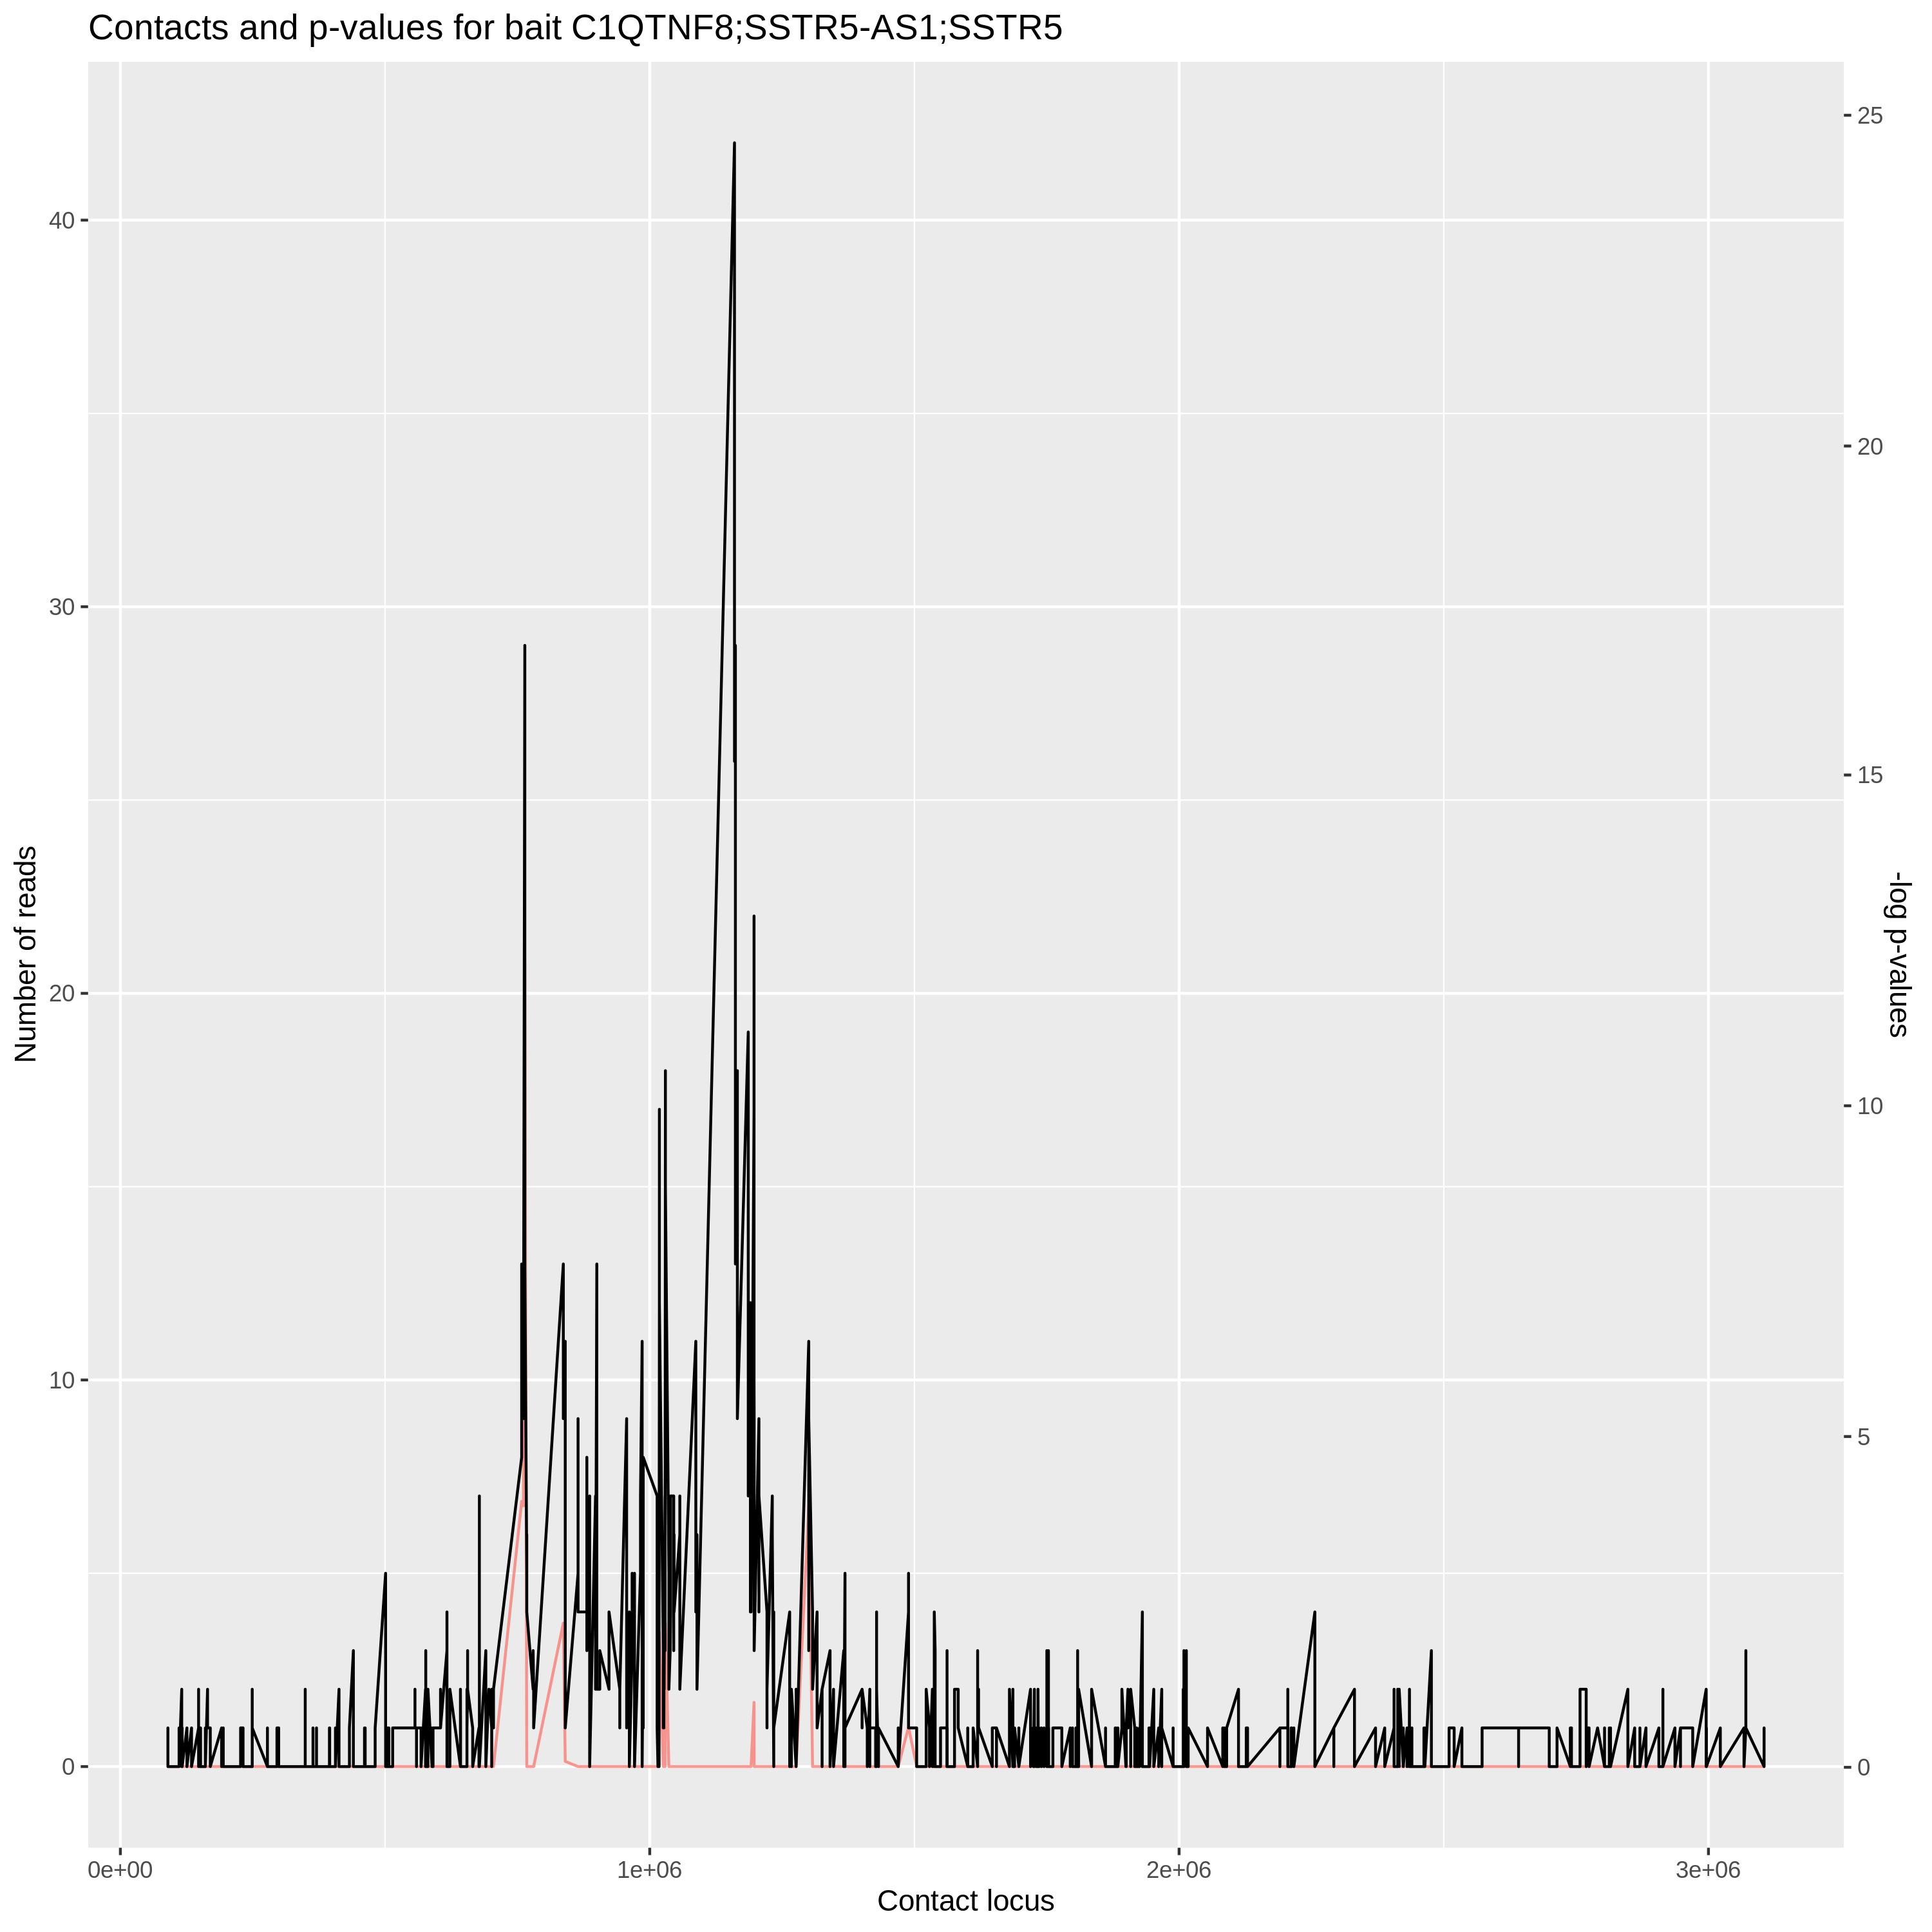 Contacts and p-values for bait C1QTNF8;SSTR5-AS1;SSTR5
Number of reads
40
30
20
10
0
25
20
15
10
5
0
-log p-values
0e+00
1e+06
2e+06
3e+06
Contact locus